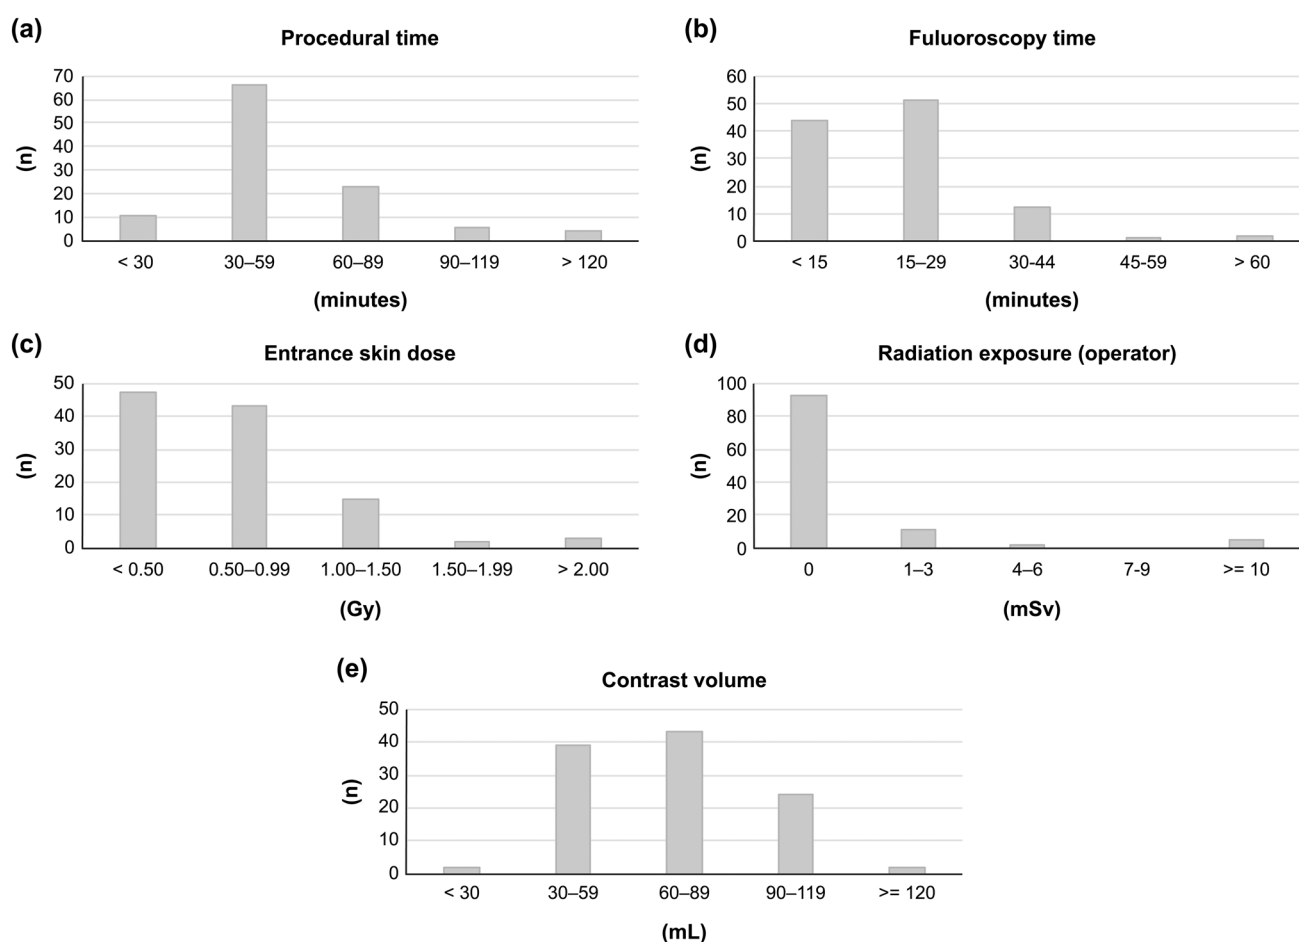 (a)
Procedural time
70
60
50
40
30
20
10
0
(n)
< 30 30–59 60–89 90–119 > 120
(minutes)
(b)
Fuluoroscopy time
60
50
40
30
20
10
0
(n)
< 15 15–29 30-44 45-59 > 60
(minutes)
(c)
Entrance skin dose
50
40
30
20
10
0
(n)
< 0.50 0.50–0.99 1.00–1.50 1.50–1.99 > 2.00
(Gy)
(d)
Radiation exposure (operator)
100
80
60
40
20
0
(n)
0 1–3 4–6 7-9 >= 10
(mSv)
(e)
Contrast volume
50
40
30
20
10
0
(n)
< 30 30–59 60–89 90–119 >= 120
(mL)